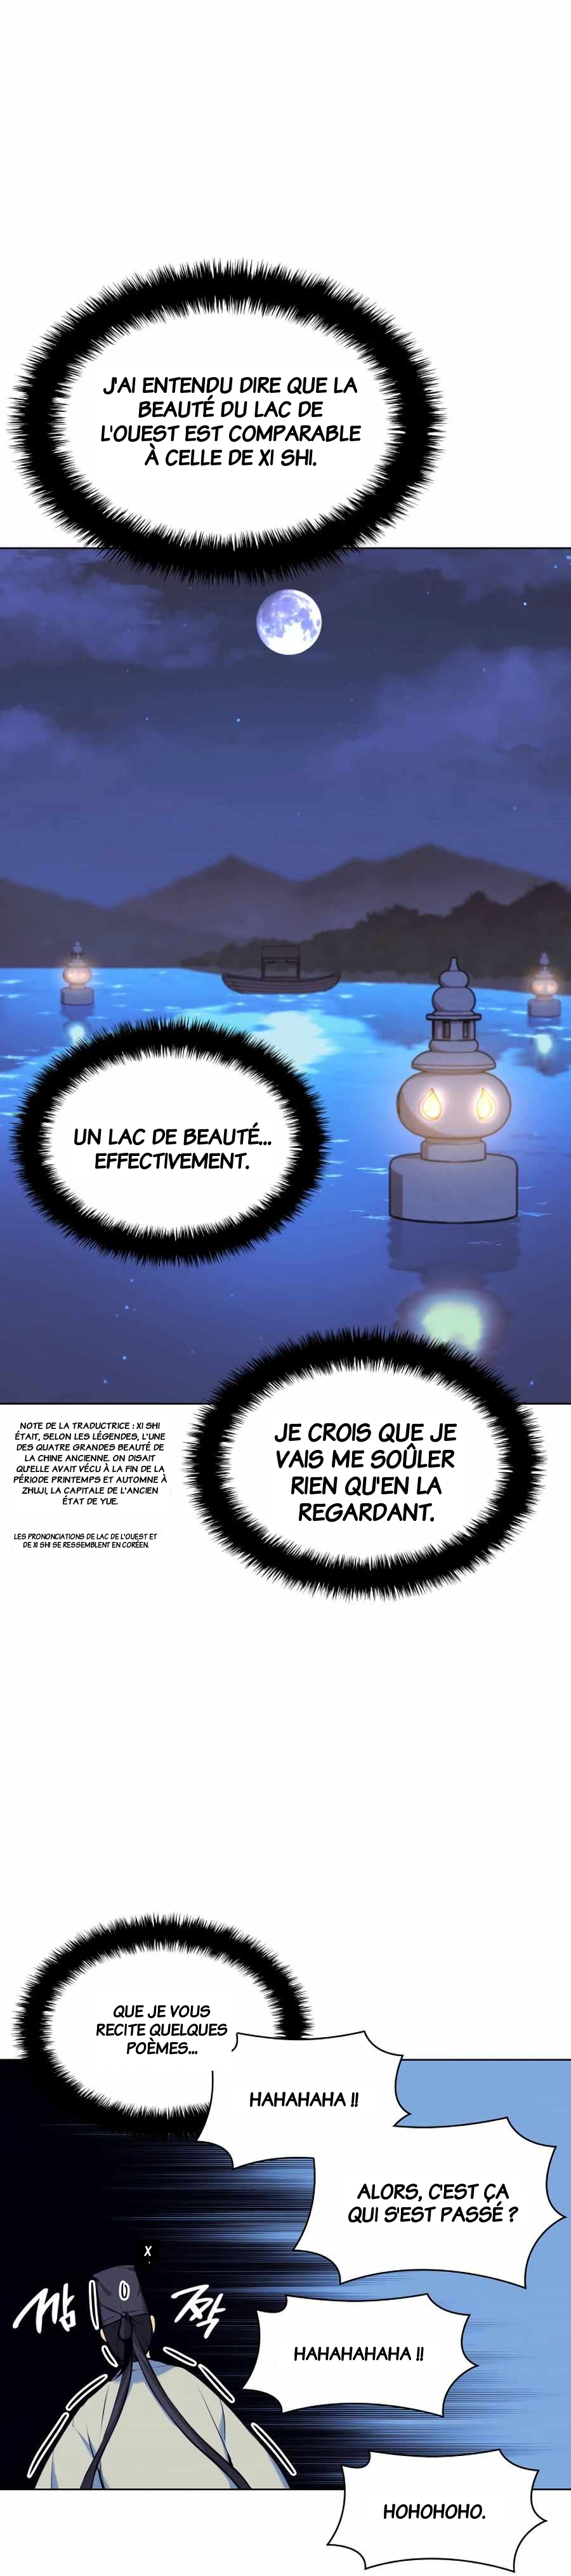 J'AI ENTENDU DIRE QUE LA
BEAUTÉ DU LAC DE
L'OUEST EST COMPARABLE
À CELLE DE XI SHI.
UN LAC DE BEAUTÉ...
EFFECTIVEMENT.
JE CROIS QUE JE
VAIS ME SOÛLER
RIEN QU'EN LA
REGARDANT.
NOTE DE LA TRADUCTRICE : XI SHI
ÉTAIT, SELON LES LÉGENDES, L'UNE
DES QUATRE GRANDES BEAUTÉ DE
LA CHINE ANCIENNE. ON DISAIT
QU'ELLE AVAIT VÉCU À LA FIN DE LA
PÉRIODE PRINTEMPS ET AUTOMNE À
ZHUJI, LA CAPITALE DE L'ANCIEN
ÉTAT DE YUE.
LES PRONONCIATIONS DE LAC DE L'OUEST ET
DE XI SHI SE RESSEMBLENT EN CORÉEN.
QUE JE VOUS
RECITE QUELQUES
POÈMES...
HAHAHAHA !!
ALORS, C'EST ÇA
QUI S'EST PASSÉ ?
X
깜
짝
HAHAHAHAHA !!
HOHOHOHO.